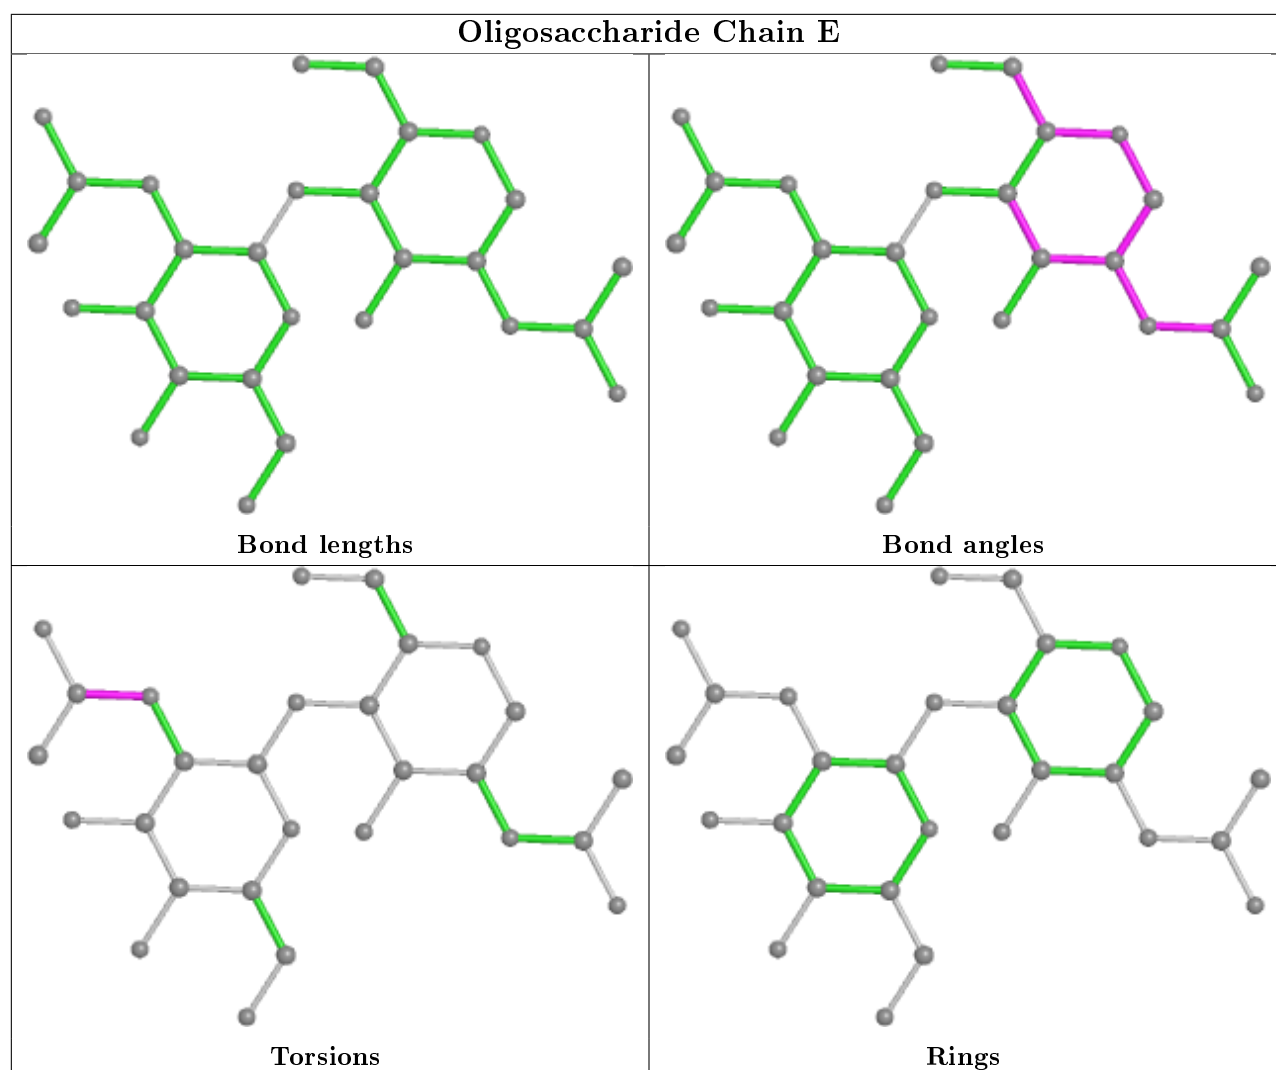 Oligosaccharide Chain E
Bond lengths
Bond angles
Torsions
Rings